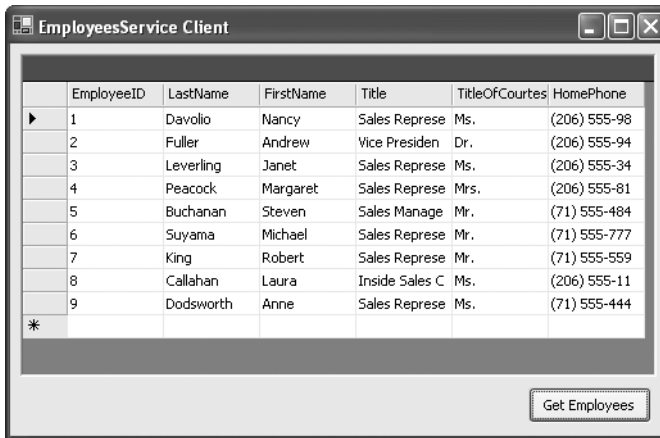 EmployeesService Client
EmployeeID LastName FirstName Title TitleOfCourtes HomePhone
1 Davolio Nancy Sales Represe Ms. (206) 555-98
2 Fuller Andrew Vice Presiden Dr. (206) 555-94
3 Leverling Janet Sales Represe Ms. (206) 555-34
4 Peacock Margaret Sales Represe Mrs. (206) 555-81
5 Buchanan Steven Sales Manage Mr. (71) 555-484
6 Suyama Michael Sales Represe Mr. (71) 555-777
7 King Robert Sales Represe Mr. (71) 555-559
8 Callahan Laura Inside Sales C Ms. (206) 555-11
9 Dodsworth Anne Sales Represe Ms. (71) 555-444
Get Employees